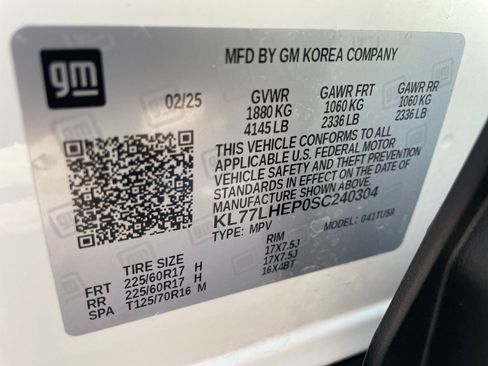 gm
MFD BY GM KOREA COMPANY
02/25 GVWR GAWR FRT GAWR RR
1880 KG 1060 KG 1060 KG
4145 LB 2336 LB 2336 LB
THIS VEHICLE CONFORMS TO ALL
APPLICABLE U.S. FEDERAL MOTOR
VEHICLE SAFETY AND THEFT PREVENTION
STANDARDS IN EFFECT ON THE DATE OF
MANUFACTURE SHOWN ABOVE.
KL77LHEP0SC240304
TYPE: MPV MODEL: 041TU58
TIRE SIZE RIM
FRT 225/60R17 H 17X7.5J
RR 225/60R17 H 17X7.5J
SPA T125/70R16 M 16X4BT